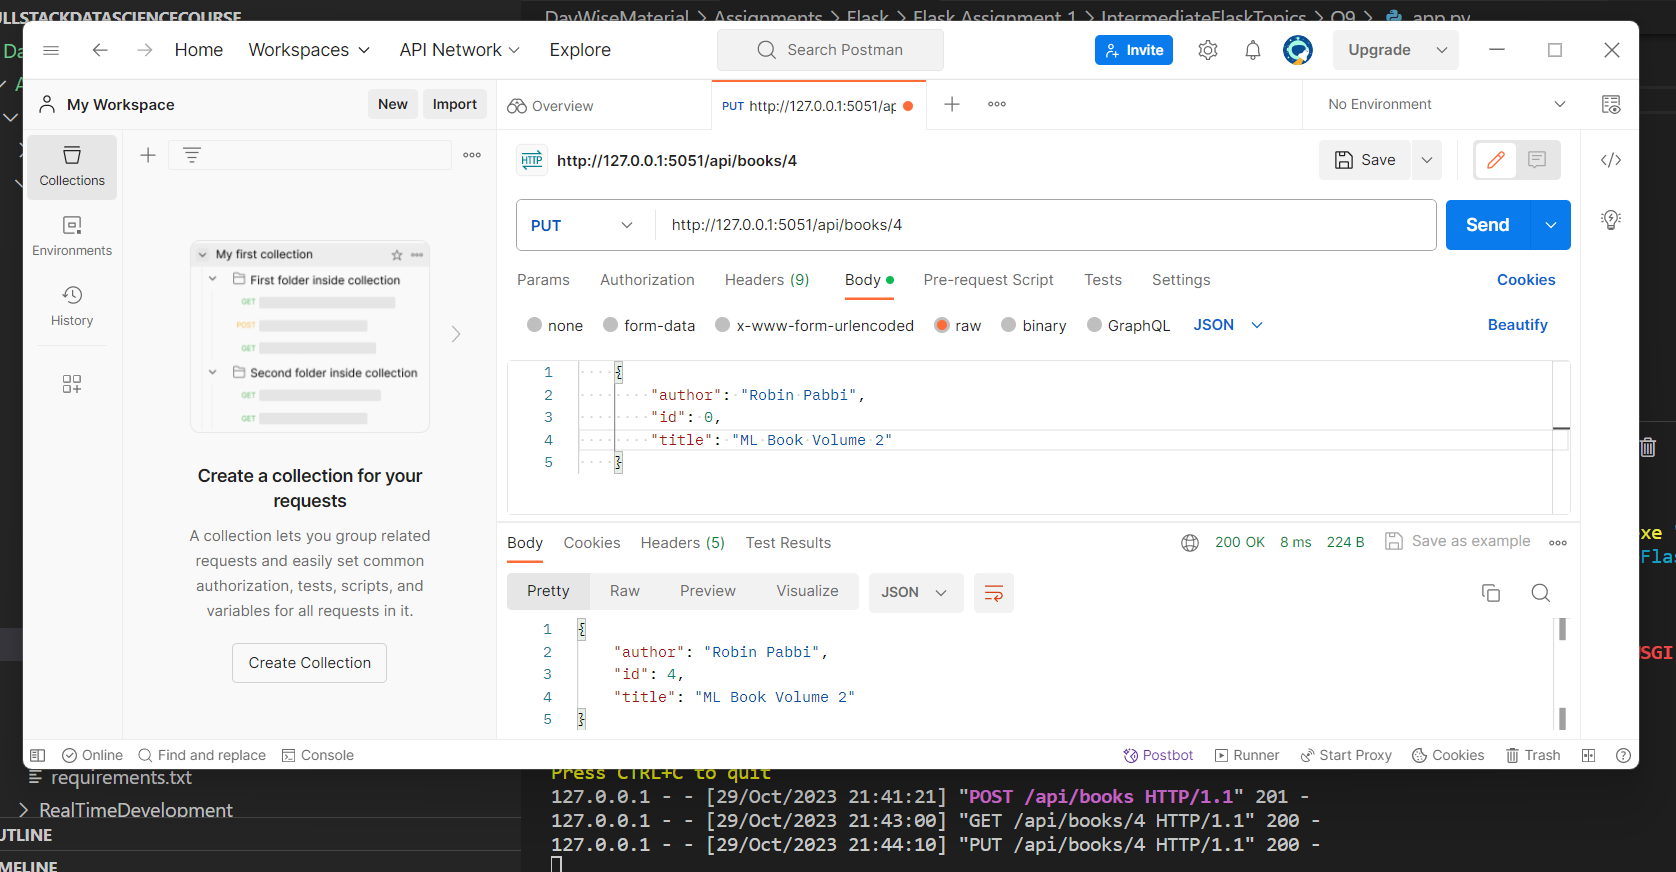 LLSTACKDATASCIENCECOURSE
DayWiseMaterial > Assignments > Flask > Flask Assignment 1 > IntermediateFlaskTopics > Q9 > app.py
Home Workspaces API Network Explore
Search Postman
Invite
Upgrade
My Workspace
New Import
Overview
PUT http://127.0.0.1:5051/ap
No Environment
Collections
Environments
History
My first collection
First folder inside collection
GET
POST
GET
Second folder inside collection
GET
GET
Create a collection for your
requests
A collection lets you group related
requests and easily set common
authorization, tests, scripts, and
variables for all requests in it.
Create Collection
HTTP http://127.0.0.1:5051/api/books/4
Save
PUT http://127.0.0.1:5051/api/books/4
Send
Params Authorization Headers (9) Body Pre-request Script Tests Settings Cookies
none form-data x-www-form-urlencoded raw binary GraphQL JSON Beautify
1 {
2 "author": "Robin Pabbi",
3 "id": 0,
4 "title": "ML Book Volume 2"
5 }
Body Cookies Headers (5) Test Results 200 OK 8 ms 224 B Save as example
Pretty Raw Preview Visualize JSON
1 {
2 "author": "Robin Pabbi",
3 "id": 4,
4 "title": "ML Book Volume 2"
5 }
xe
Fla
SGI
Online Find and replace Console Postbot Runner Start Proxy Cookies Trash
requirements.txt
RealTimeDevelopment
UTLINE
MELINE
Press CTRL+C to quit
127.0.0.1 - - [29/Oct/2023 21:41:21] "POST /api/books HTTP/1.1" 201 -
127.0.0.1 - - [29/Oct/2023 21:43:00] "GET /api/books/4 HTTP/1.1" 200 -
127.0.0.1 - - [29/Oct/2023 21:44:10] "PUT /api/books/4 HTTP/1.1" 200 -